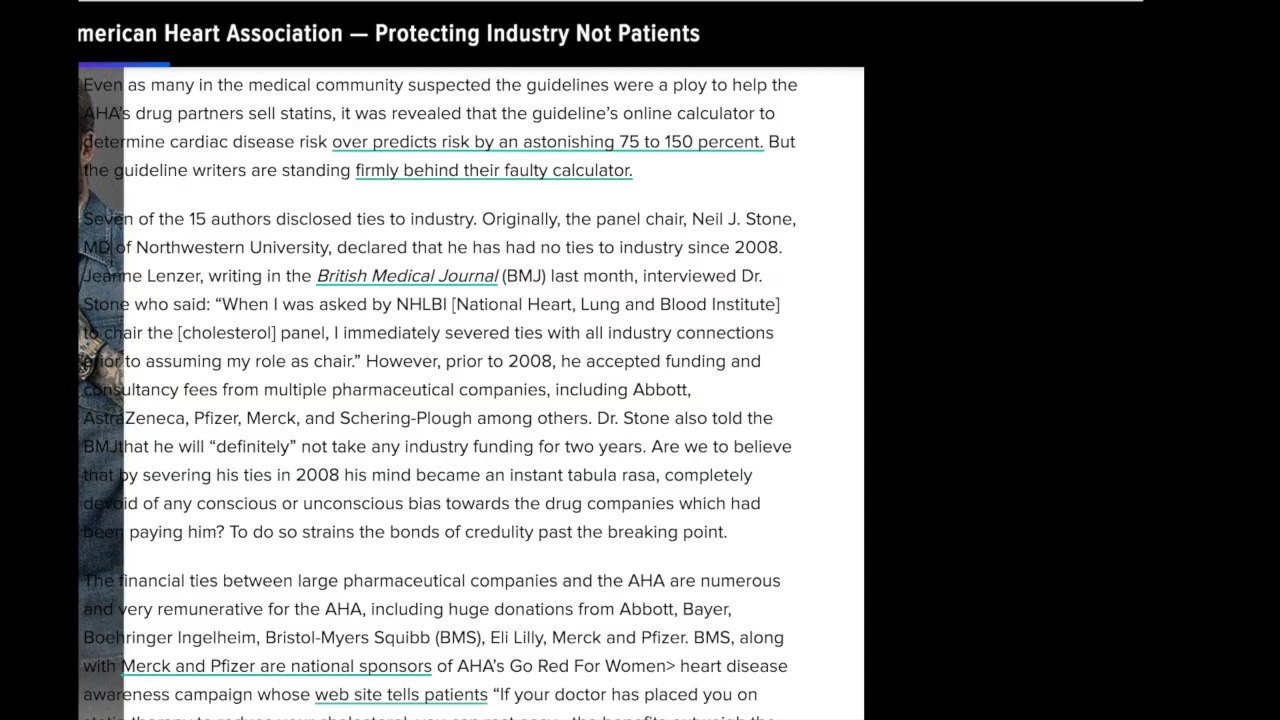 merican Heart Association — Protecting Industry Not Patients
Even as many in the medical community suspected the guidelines were a ploy to help the
AHA's drug partners sell statins, it was revealed that the guideline's online calculator to
determine cardiac disease risk over predicts risk by an astonishing 75 to 150 percent. But
the guideline writers are standing firmly behind their faulty calculator.
Seven of the 15 authors disclosed ties to industry. Originally, the panel chair, Neil J. Stone,
MD of Northwestern University, declared that he has had no ties to industry since 2008.
Jeanne Lenzer, writing in the British Medical Journal (BMJ) last month, interviewed Dr.
Stone who said: “When I was asked by NHLBI [National Heart, Lung and Blood Institute]
to chair the [cholesterol] panel, I immediately severed ties with all industry connections
prior to assuming my role as chair.” However, prior to 2008, he accepted funding and
consultancy fees from multiple pharmaceutical companies, including Abbott,
AstraZeneca, Pfizer, Merck, and Schering-Plough among others. Dr. Stone also told the
BMJthat he will “definitely” not take any industry funding for two years. Are we to believe
that by severing his ties in 2008 his mind became an instant tabula rasa, completely
devoid of any conscious or unconscious bias towards the drug companies which had
been paying him? To do so strains the bonds of credulity past the breaking point.
The financial ties between large pharmaceutical companies and the AHA are numerous
and very remunerative for the AHA, including huge donations from Abbott, Bayer,
Boehringer Ingelheim, Bristol-Myers Squibb (BMS), Eli Lilly, Merck and Pfizer. BMS, along
with Merck and Pfizer are national sponsors of AHA's Go Red For Women> heart disease
awareness campaign whose web site tells patients “If your doctor has placed you on
statin therapy to reduce your cholesterol, you can rest easy—the benefits outweigh the